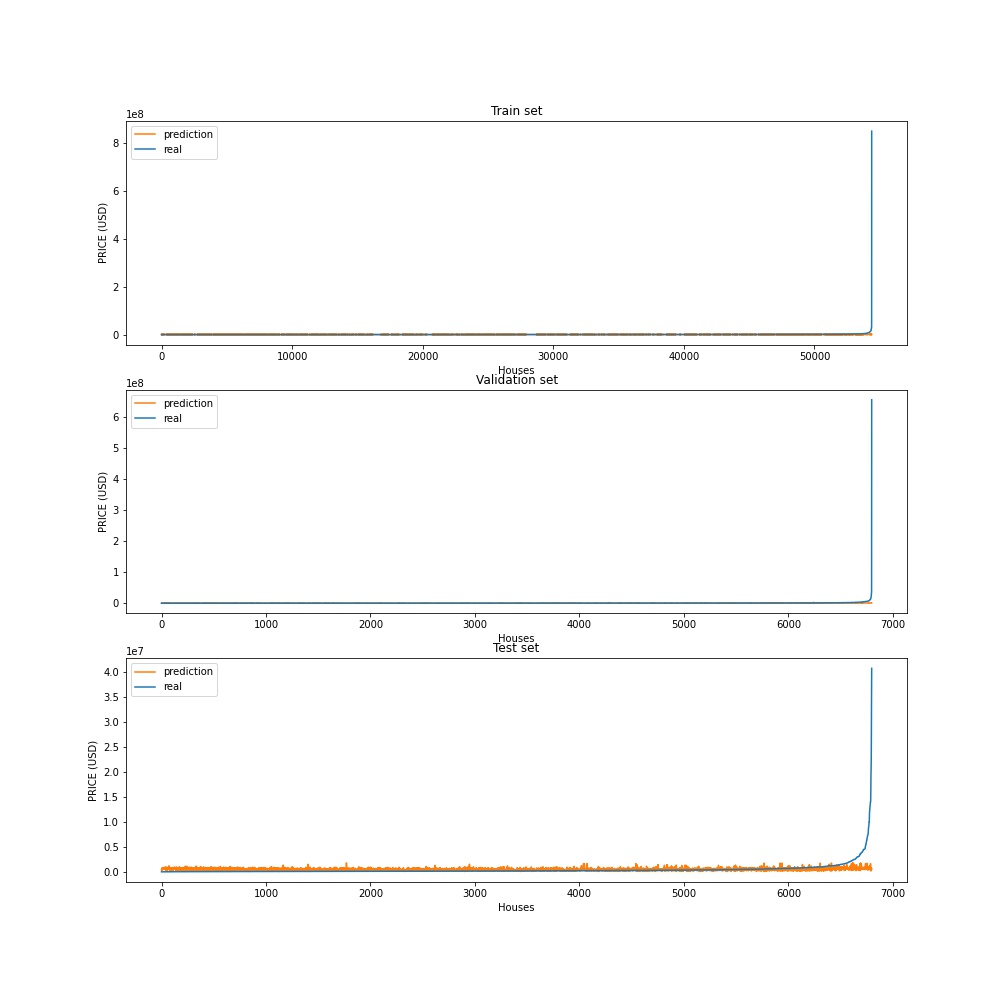 Train set
1e8
prediction
real
8
6
4
2
0
PRICE (USD)
0 10000 20000 30000 40000 50000
Houses
Validation set
1e8
prediction
real
6
5
4
3
2
1
0
PRICE (USD)
0 1000 2000 3000 4000 5000 6000 7000
Houses
Test set
1e7
prediction
real
4.0
3.5
3.0
2.5
2.0
1.5
1.0
0.5
0.0
PRICE (USD)
0 1000 2000 3000 4000 5000 6000 7000
Houses